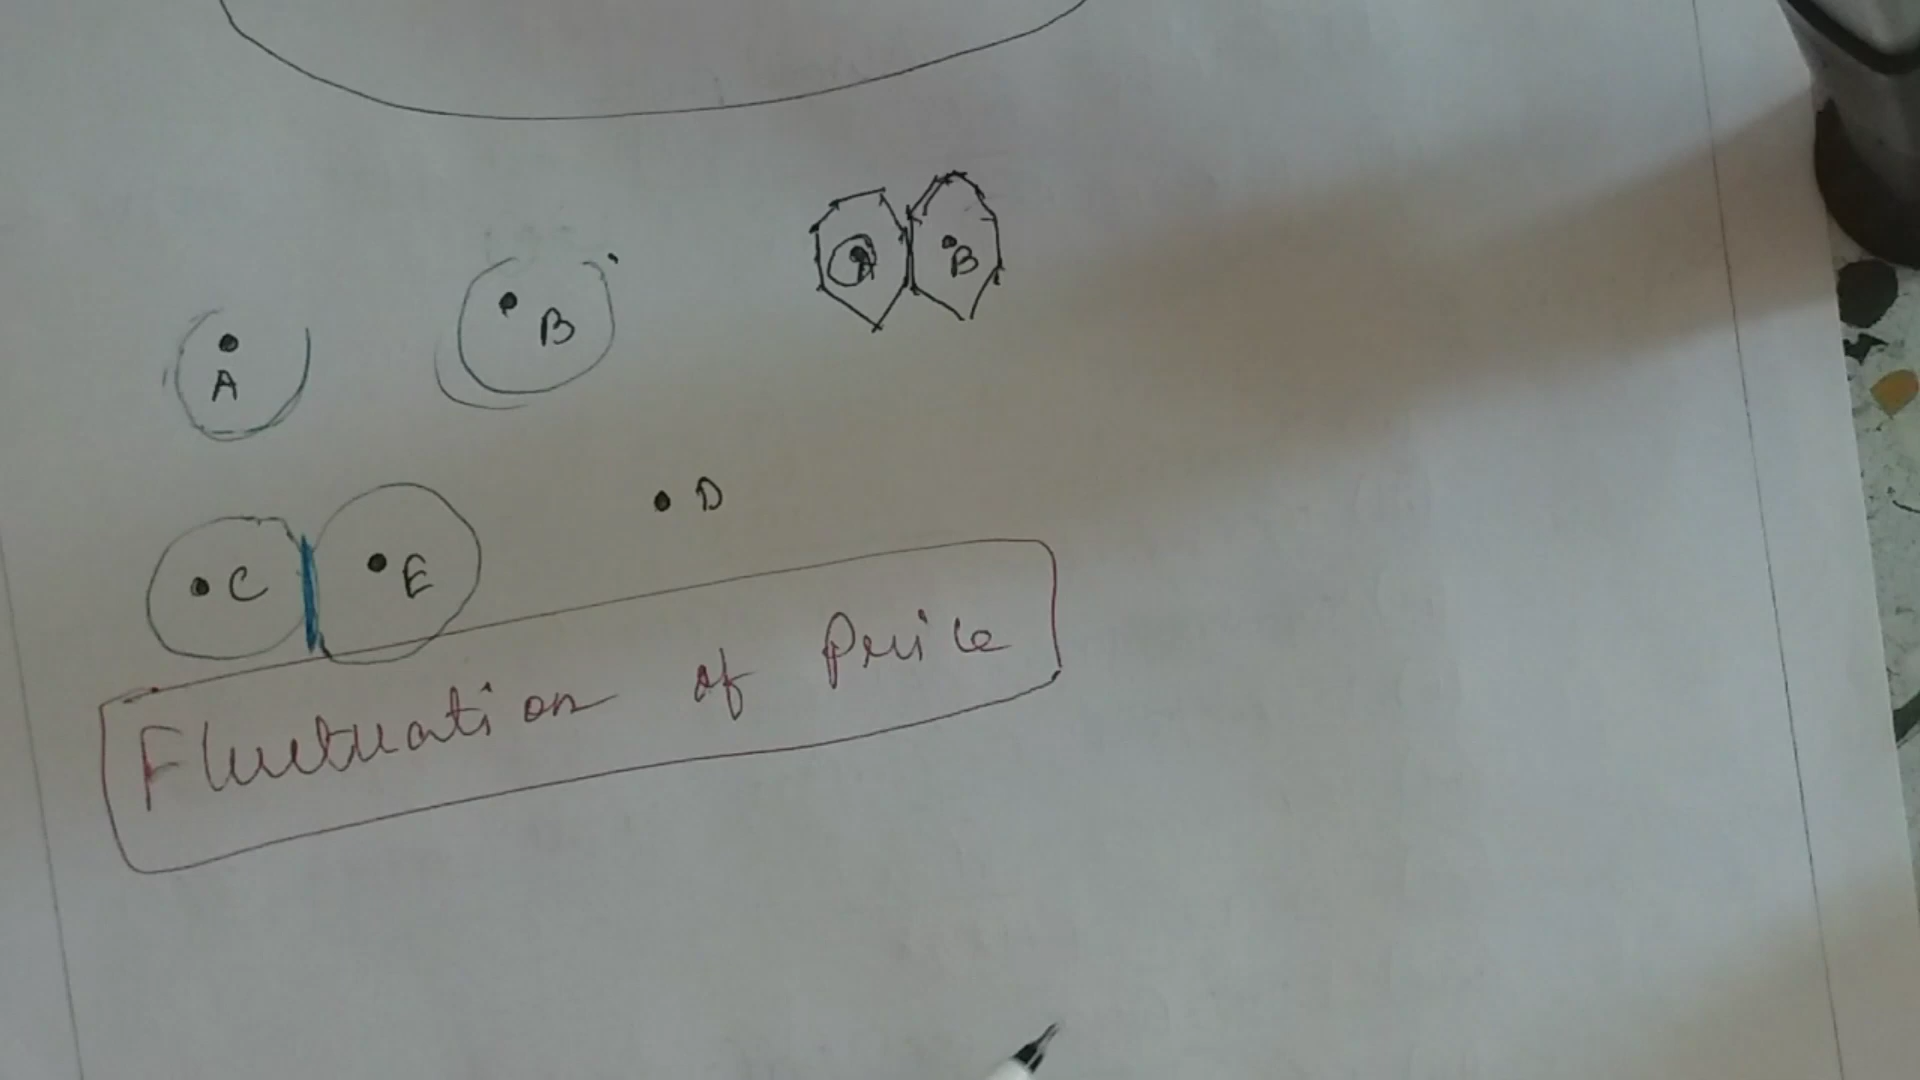 A
B
A B
C E
D
Fluctuation of Price